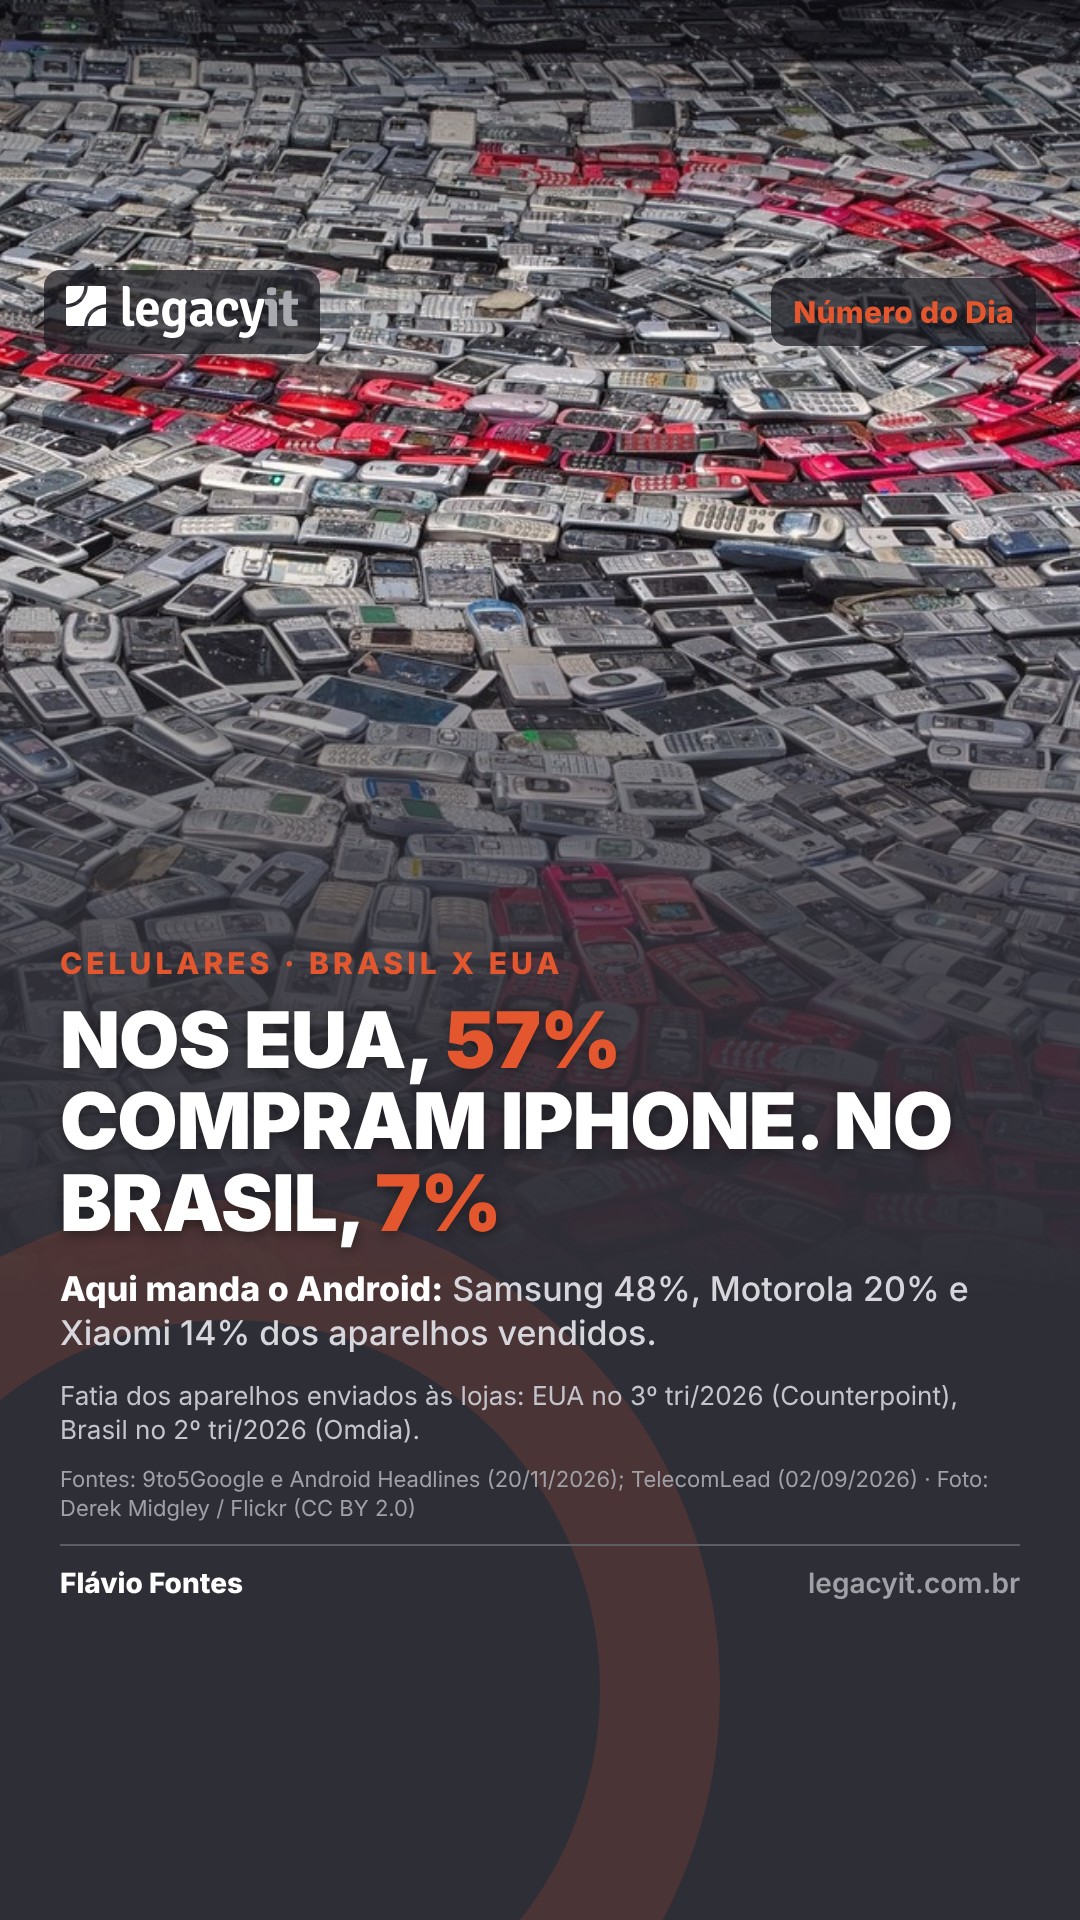 legacyit
Número do Dia
CELULARES · BRASIL X EUA
NOS EUA, 57%
COMPRAM IPHONE. NO
BRASIL, 7%
Aqui manda o Android: Samsung 48%, Motorola 20% e
Xiaomi 14% dos aparelhos vendidos.
Fatia dos aparelhos enviados às lojas: EUA no 3º tri/2026 (Counterpoint),
Brasil no 2º tri/2026 (Omdia).
Fontes: 9to5Google e Android Headlines (20/11/2026); TelecomLead (02/09/2026) · Foto:
Derek Midgley / Flickr (CC BY 2.0)
Flávio Fontes
legacyit.com.br